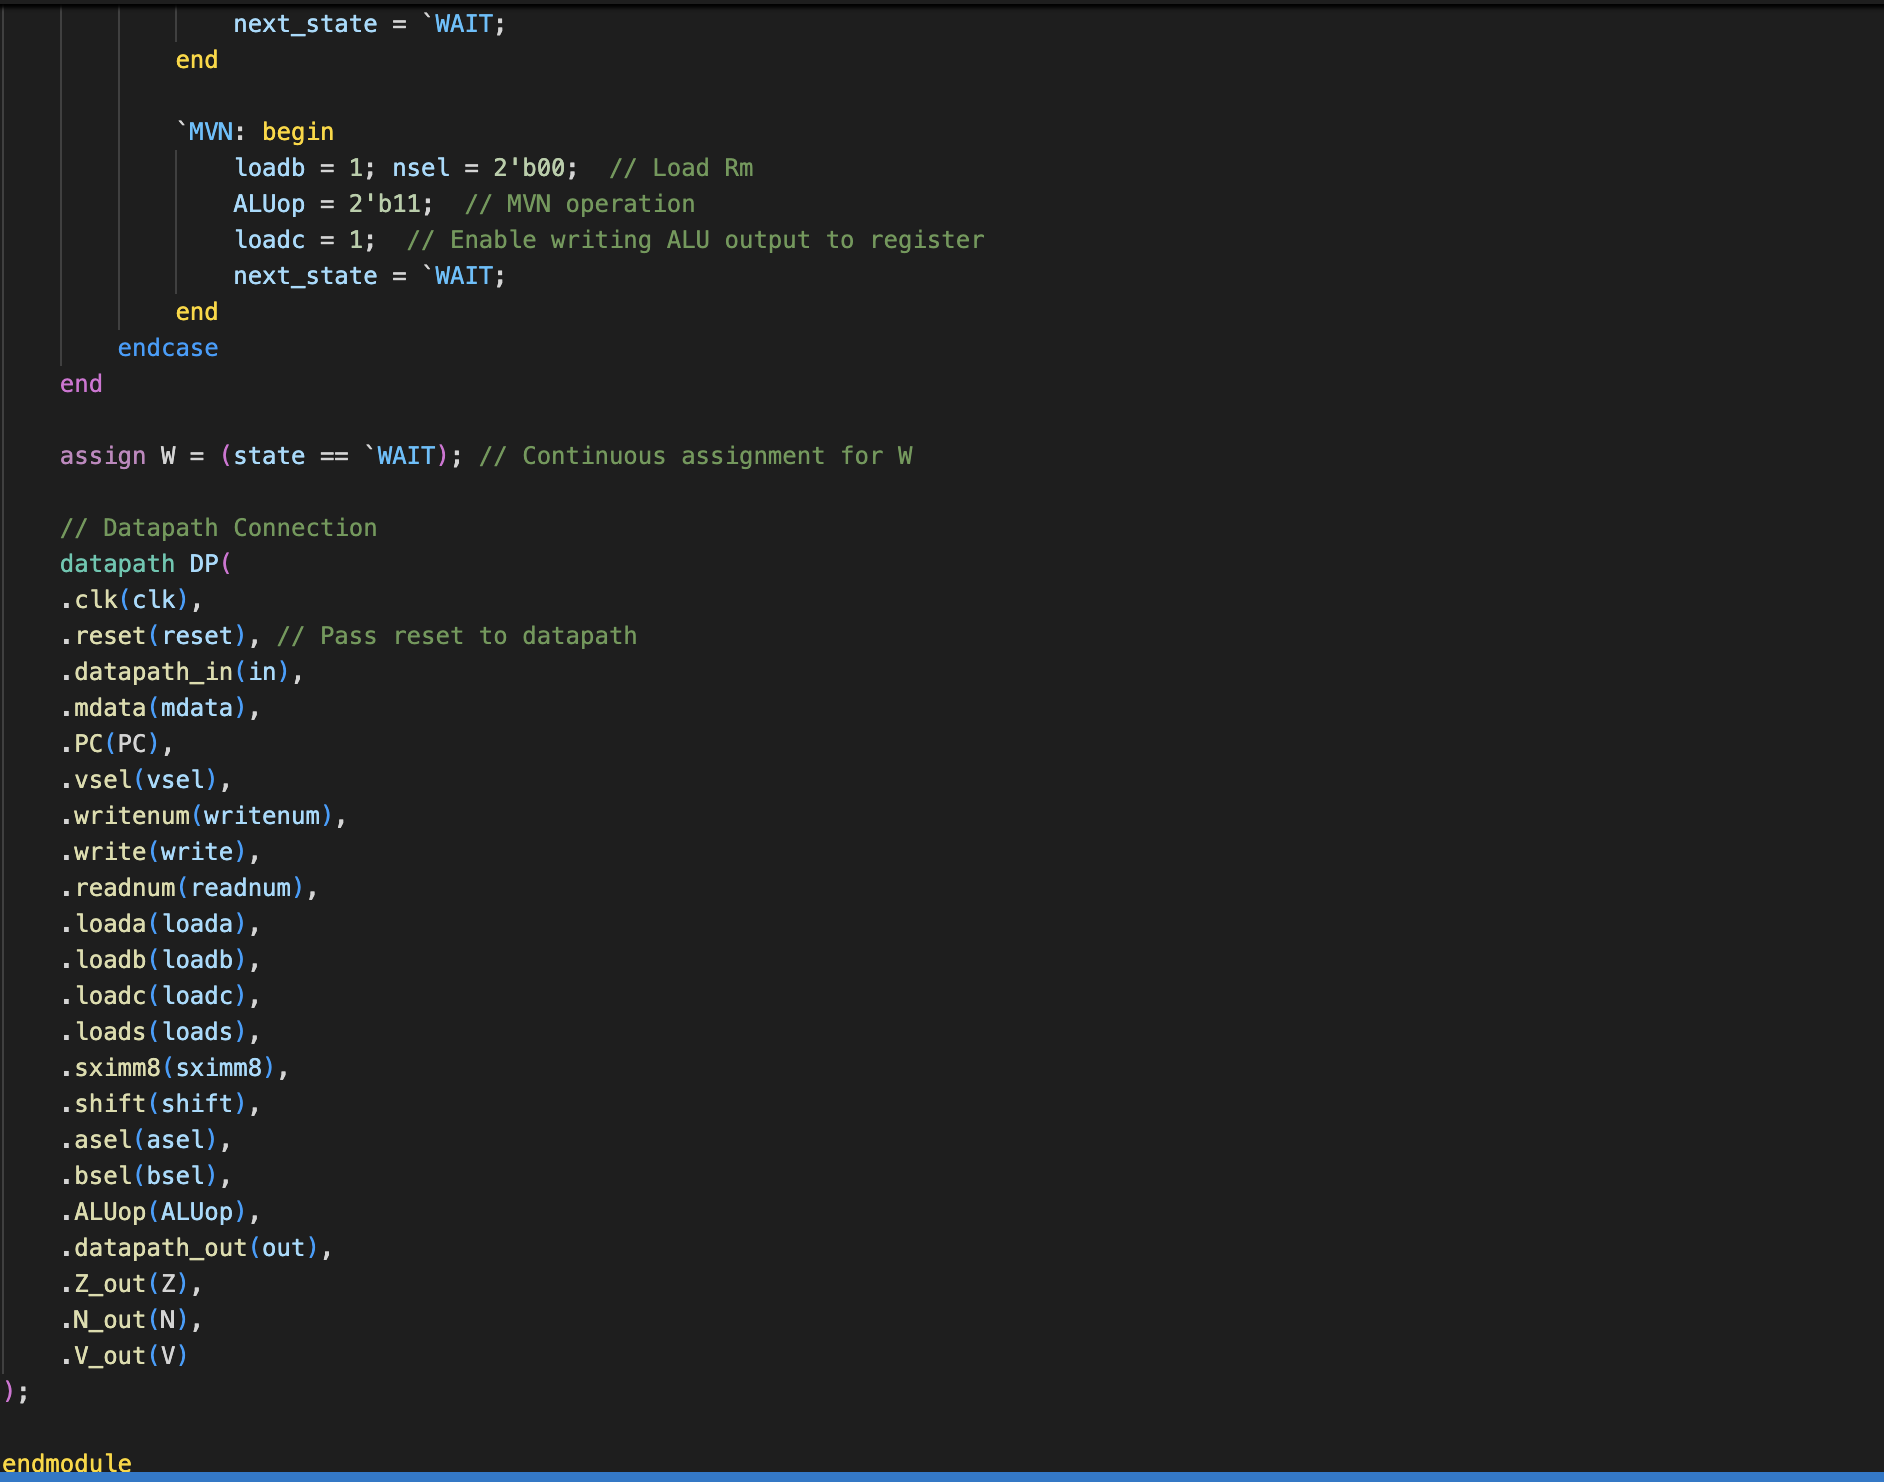 next_state = `WAIT;
end
`MVN: begin
loadb = 1; nsel = 2'b00;  // Load Rm
ALUop = 2'b11;  // MVN operation
loadc = 1;  // Enable writing ALU output to register
next_state = `WAIT;
end
endcase
end
assign W = (state == `WAIT); // Continuous assignment for W
// Datapath Connection
datapath DP(
.clk(clk),
.reset(reset), // Pass reset to datapath
.datapath_in(in),
.mdata(mdata),
.PC(PC),
.vsel(vsel),
.writenum(writenum),
.write(write),
.readnum(readnum),
.loada(loada),
.loadb(loadb),
.loadc(loadc),
.loads(loads),
.sximm8(sximm8),
.shift(shift),
.asel(asel),
.bsel(bsel),
.ALUop(ALUop),
.datapath_out(out),
.Z_out(Z),
.N_out(N),
.V_out(V)
);
endmodule